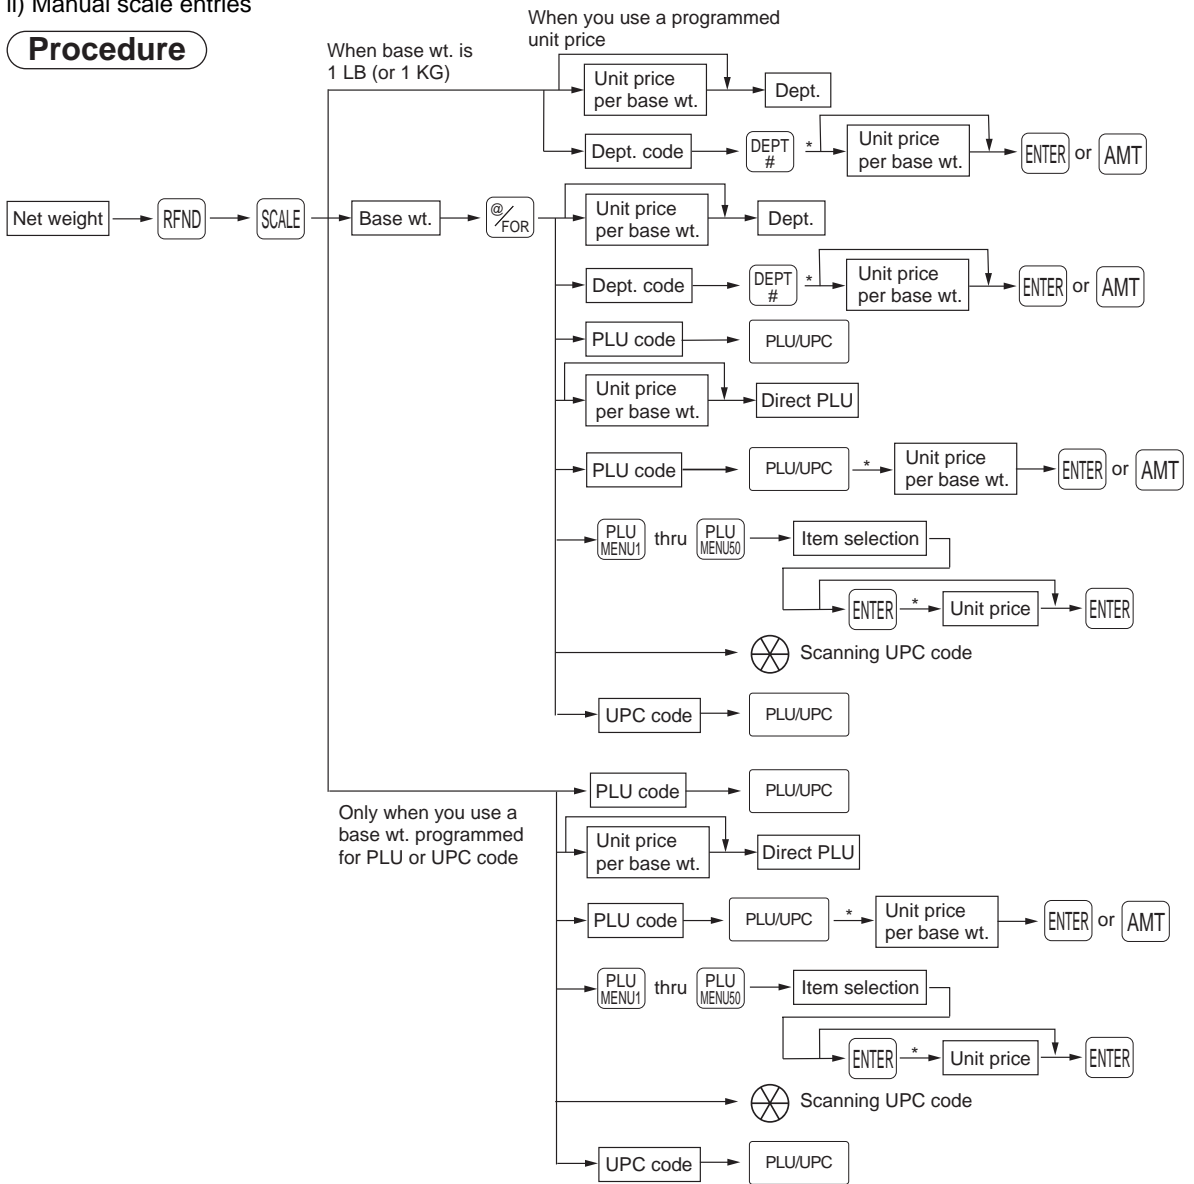 ii) Manual scale entries
Procedure
When you use a programmed
unit price
When base wt. is
1 LB (or 1 KG)
Unit price
per base wt.
Dept.
Dept. code
DEPT
#
*
Unit price
per base wt.
ENTER or AMT
Net weight
RFND
SCALE
Base wt.
@/FOR
Unit price
per base wt.
Dept.
Dept. code
DEPT
#
*
Unit price
per base wt.
ENTER or AMT
PLU code
PLU/UPC
Unit price
per base wt.
Direct PLU
PLU code
PLU/UPC
*
Unit price
per base wt.
ENTER or AMT
PLU
MENU1
thru
PLU
MENU50
Item selection
ENTER
*
Unit price
ENTER
Scanning UPC code
UPC code
PLU/UPC
Only when you use a
base wt. programmed
for PLU or UPC code
PLU code
PLU/UPC
Unit price
per base wt.
Direct PLU
PLU code
PLU/UPC
*
Unit price
per base wt.
ENTER or AMT
PLU
MENU1
thru
PLU
MENU50
Item selection
ENTER
*
Unit price
ENTER
Scanning UPC code
UPC code
PLU/UPC